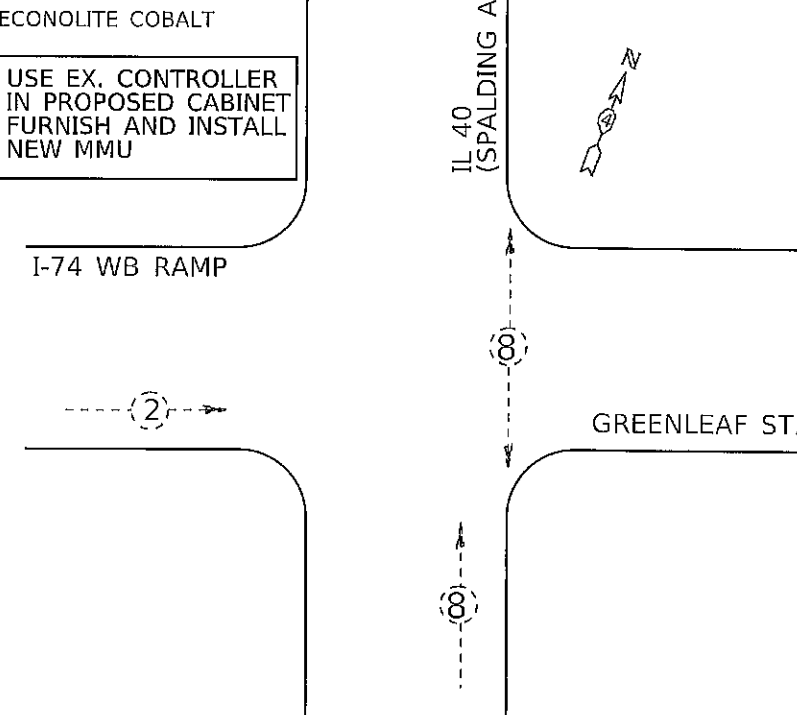 ECONOLITE COBALT
USE EX. CONTROLLER
IN PROPOSED CABINET
FURNISH AND INSTALL
NEW MMU
IL 40
(SPALDING A
N
4
I-74 WB RAMP
8
2
GREENLEAF ST.
8